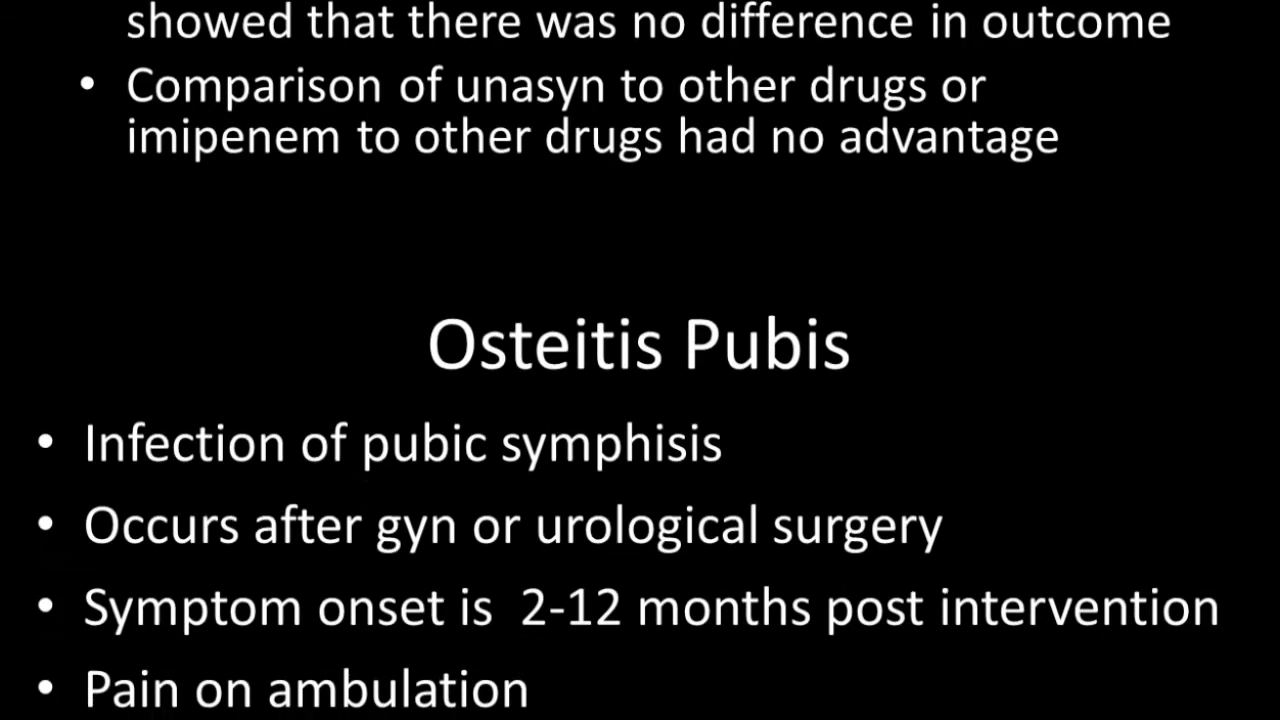 showed that there was no difference in outcome
• Comparison of unasyn to other drugs or
imipenem to other drugs had no advantage
Osteitis Pubis
• Infection of pubic symphisis
• Occurs after gyn or urological surgery
• Symptom onset is  2-12 months post intervention
• Pain on ambulation